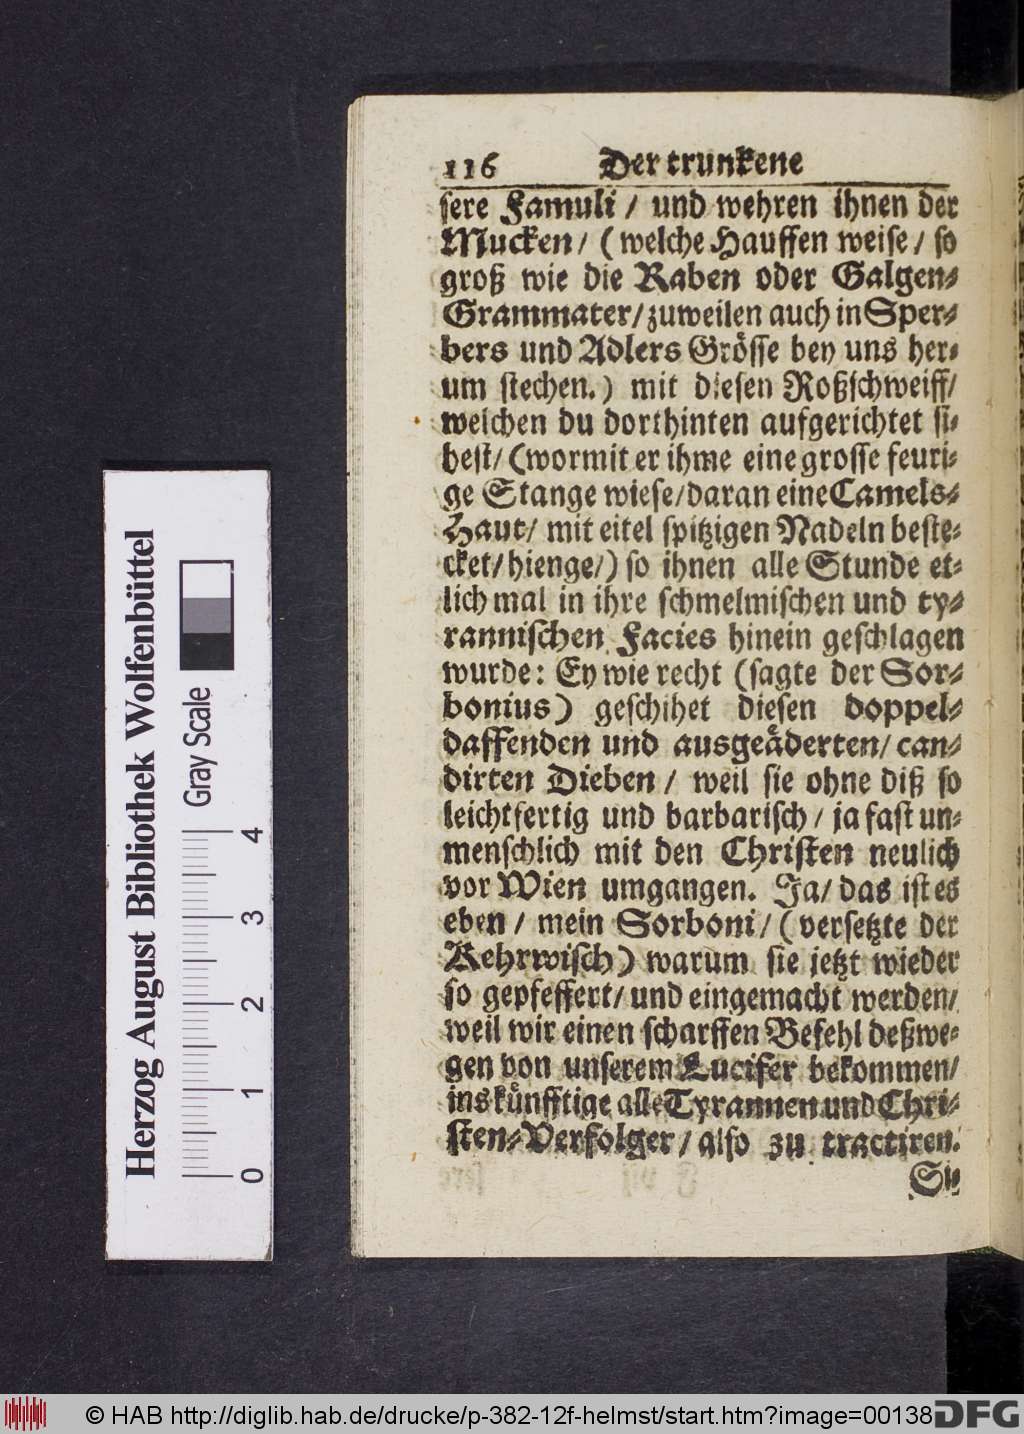 116 Der trunkene
sere Famuli / und wehren ihnen der
Mucken / (welche Hauffen weise / so
groß wie die Raben oder Galgen-
Grammater / zuweilen auch in Sper-
bers und Adlers Grösse bey uns her-
um stechen.) mit diesen Roßschweiff /
welchen du dorthinten aufgerichtet si-
hest / (wormit er ihme eine grosse feuri-
ge Stange wiese / daran eine Camels-
Haut / mit eitel spitzigen Nadeln beste-
cket / hienge /) so ihnen alle Stunde et-
lich mal in ihre schmelmischen und ty-
rannischen Facies hinein geschlagen
wurde: Ey wie recht (sagte der Sor-
bonius) geschihet diesen doppel-
daffenden und ausgeäderten / can-
dirten Dieben / weil sie ohne diß so
leichtfertig und barbarisch / ja fast un-
menschlich mit den Christen neulich
vor Wien umgangen. Ja / das ist es
eben / mein Sorboni / (versetzte der
Kehrwisch) warum sie jetzt wieder
so gepfeffert / und eingemacht werden /
weil wir einen scharffen Befehl deßwe-
gen von unserem Lucifer bekommen /
ins künfftige alle Tyrannen und Chri-
sten-Verfolger / also zu tractiren.
Si-
Herzog August Bibliothek Wolfenbüttel
Gray Scale
0 1 2 3 4
© HAB http://diglib.hab.de/drucke/p-382-12f-helmst/start.htm?image=00138
DFG